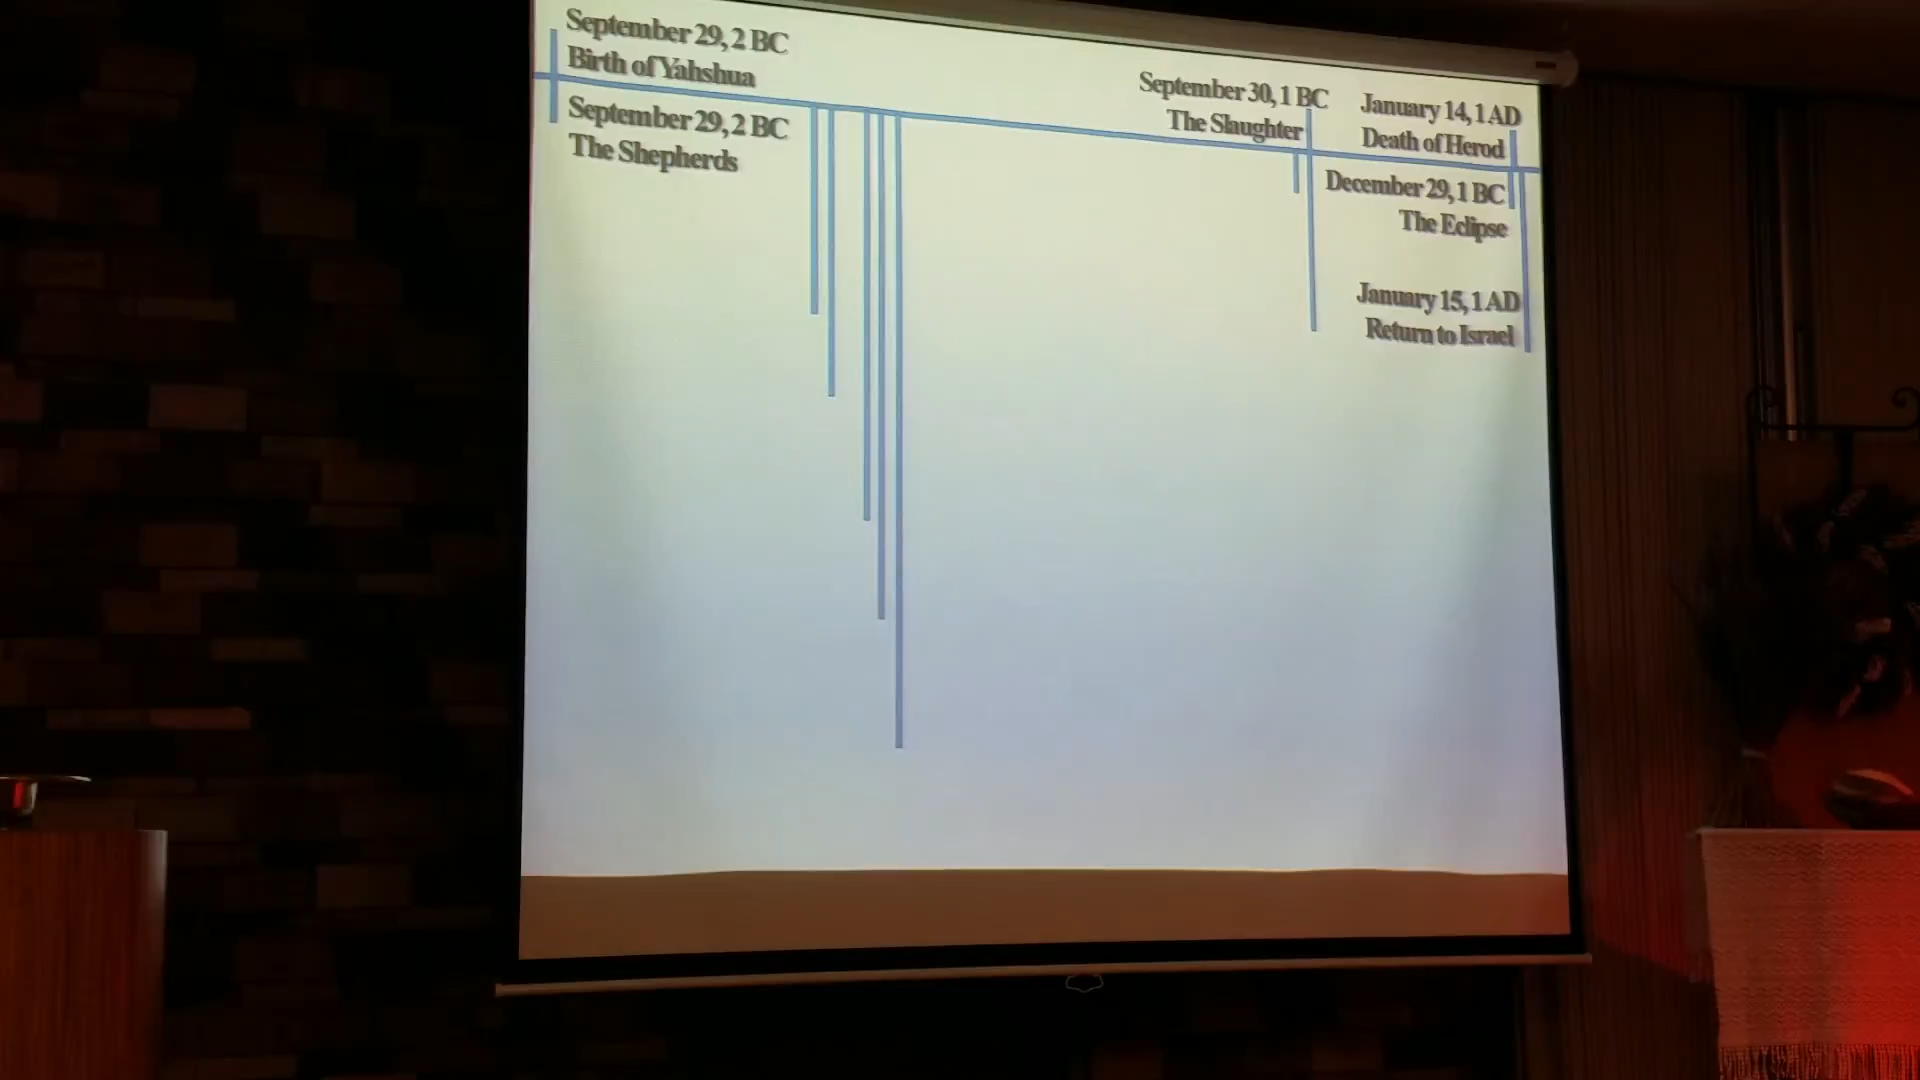 September 29, 2 BC
Birth of Yahshua
September 29, 2 BC
The Shepherds
September 30, 1 BC
The Slaughter
January 14, 1 AD
Death of Herod
December 29, 1 BC
The Eclipse
January 15, 1 AD
Return to Israel